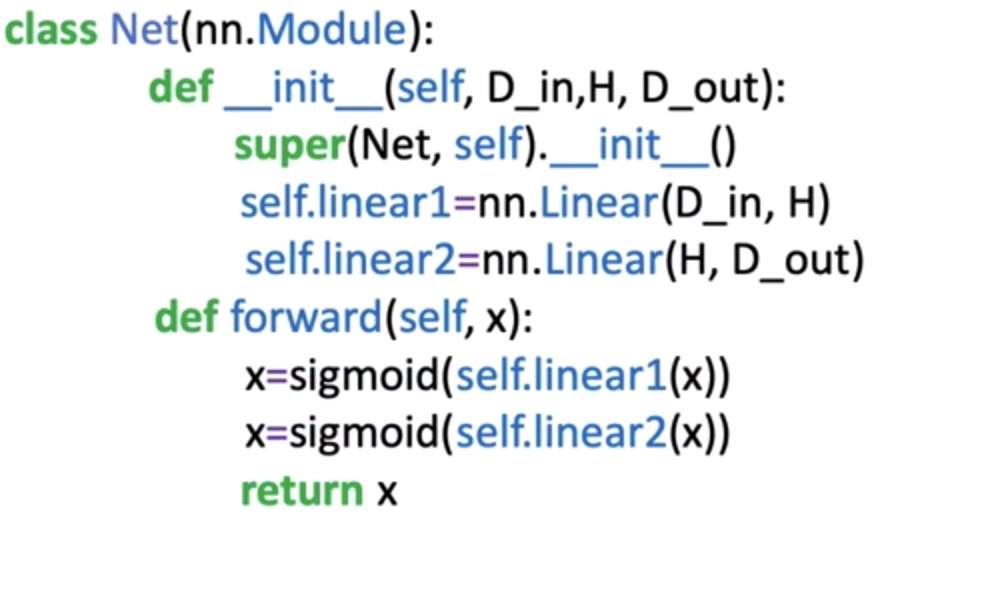 class Net(nn.Module):
def __init__(self, D_in,H, D_out):
super(Net, self).__init__()
self.linear1=nn.Linear(D_in, H)
self.linear2=nn.Linear(H, D_out)
def forward(self, x):
x=sigmoid(self.linear1(x))
x=sigmoid(self.linear2(x))
return x